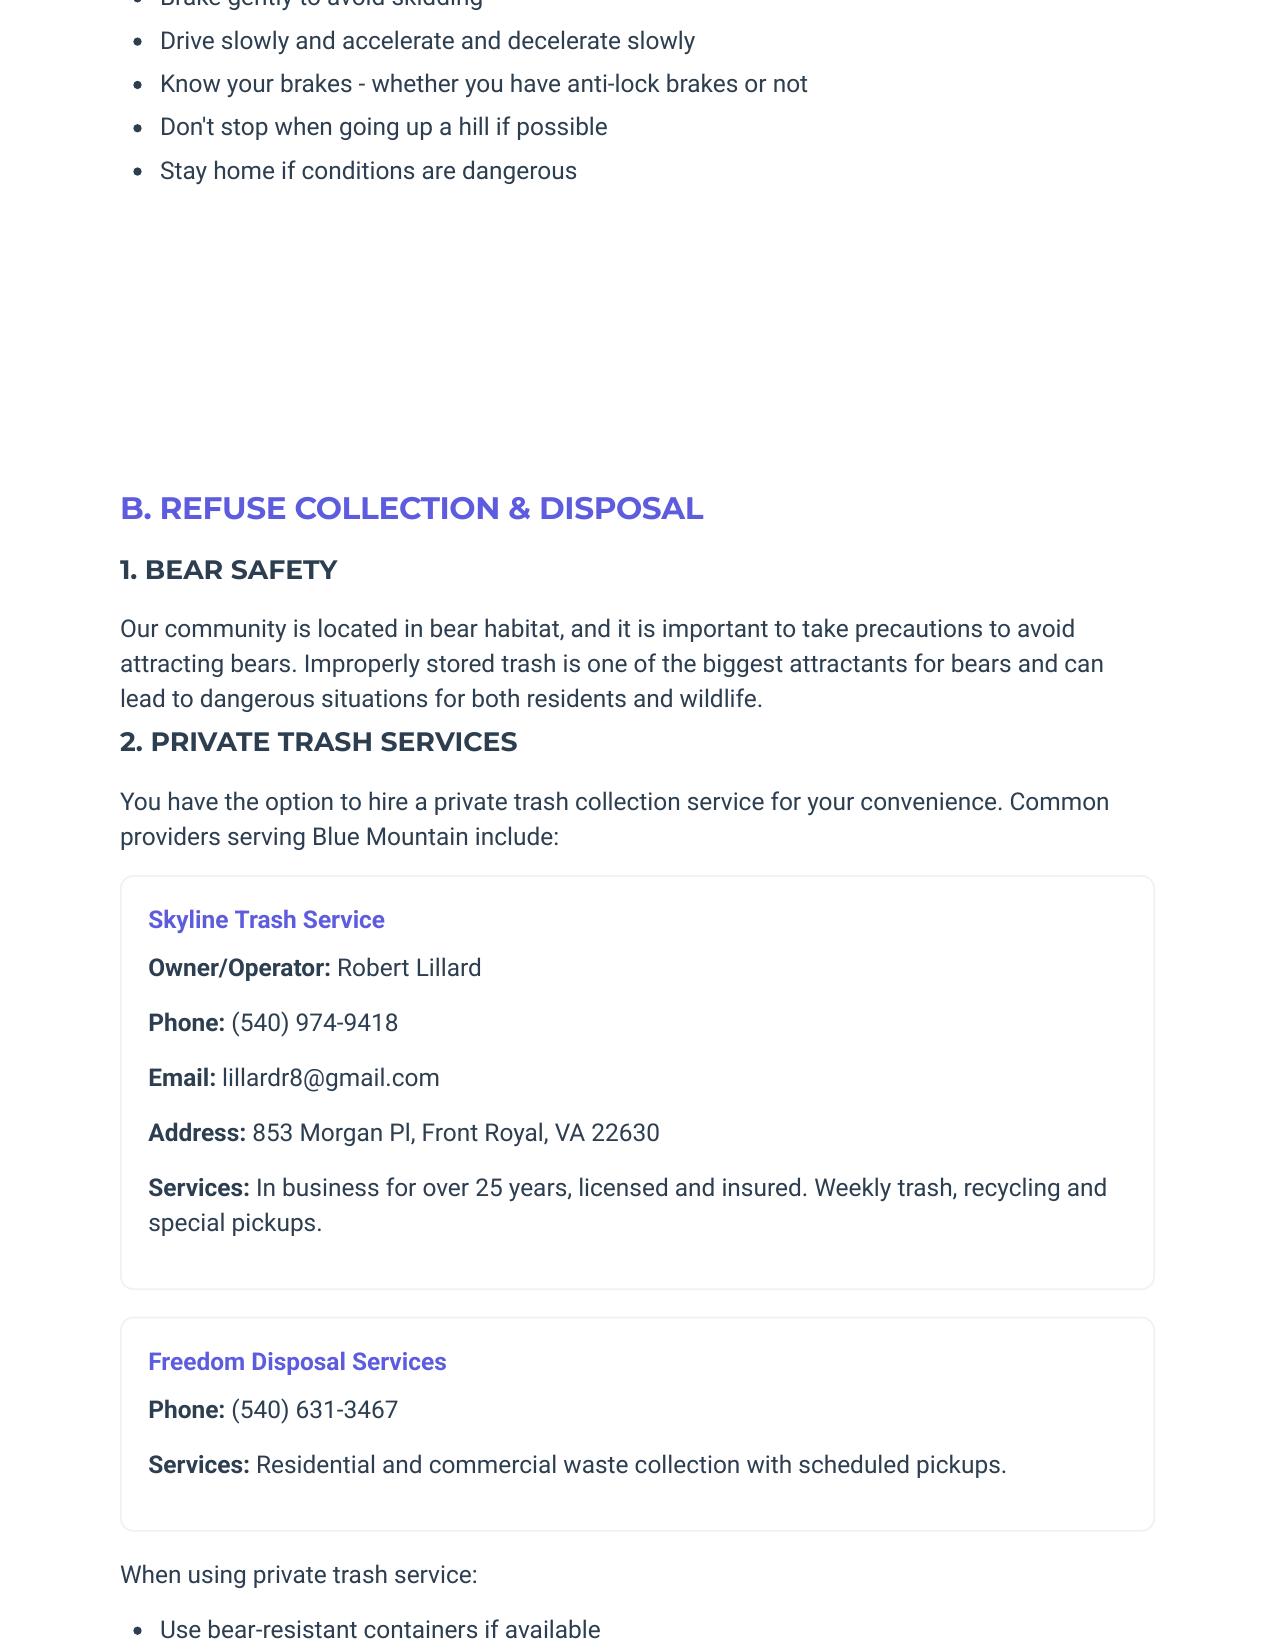 Brake gently to avoid skidding
• Drive slowly and accelerate and decelerate slowly
• Know your brakes - whether you have anti-lock brakes or not
• Don't stop when going up a hill if possible
• Stay home if conditions are dangerous
B. REFUSE COLLECTION & DISPOSAL
1. BEAR SAFETY
Our community is located in bear habitat, and it is important to take precautions to avoid
attracting bears. Improperly stored trash is one of the biggest attractants for bears and can
lead to dangerous situations for both residents and wildlife.
2. PRIVATE TRASH SERVICES
You have the option to hire a private trash collection service for your convenience. Common
providers serving Blue Mountain include:
Skyline Trash Service
Owner/Operator: Robert Lillard
Phone: (540) 974-9418
Email: lillardr8@gmail.com
Address: 853 Morgan Pl, Front Royal, VA 22630
Services: In business for over 25 years, licensed and insured. Weekly trash, recycling and
special pickups.
Freedom Disposal Services
Phone: (540) 631-3467
Services: Residential and commercial waste collection with scheduled pickups.
When using private trash service:
• Use bear-resistant containers if available